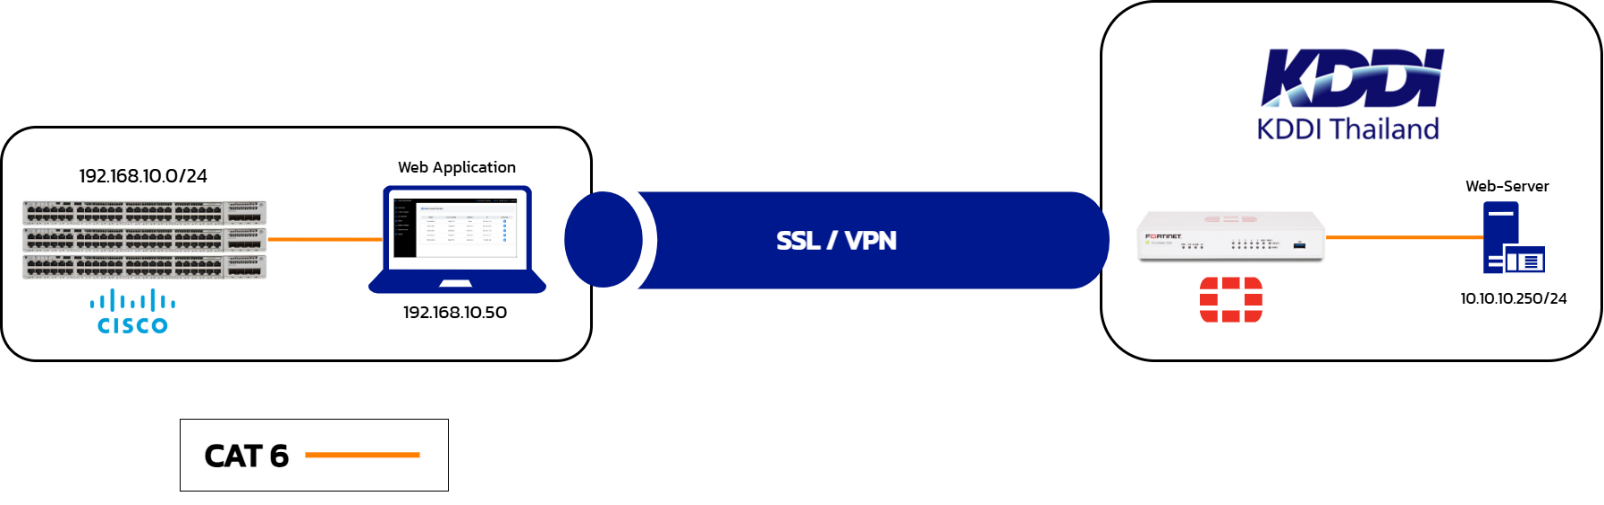 KDDI
KDDI Thailand
192.168.10.0/24
Web Application
Web-Server
SSL / VPN
FORTINET
CISCO
192.168.10.50
10.10.10.250/24
CAT 6